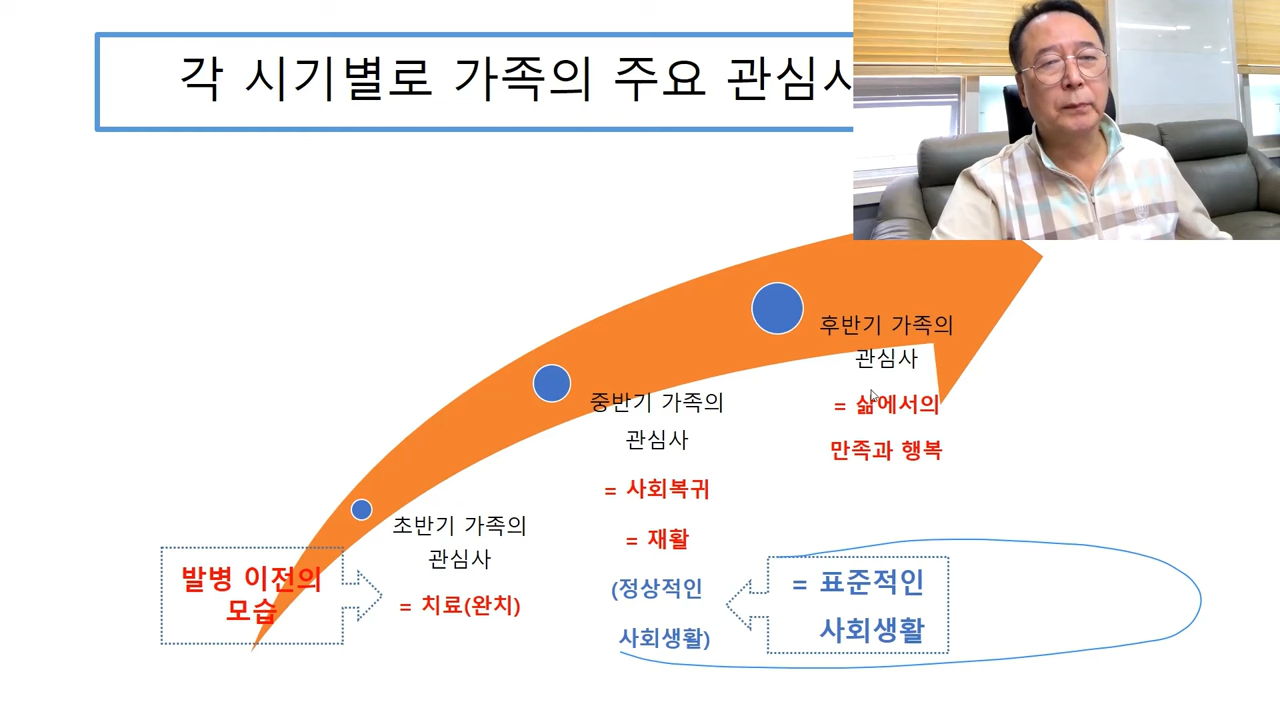 각 시기별로 가족의 주요 관심사
후반기 가족의
관심사
= 삶에서의
만족과 행복
중반기 가족의
관심사
= 사회복귀
= 재활
(정상적인
사회생활)
초반기 가족의
관심사
= 치료(완치)
발병 이전의
모습
= 표준적인
사회생활